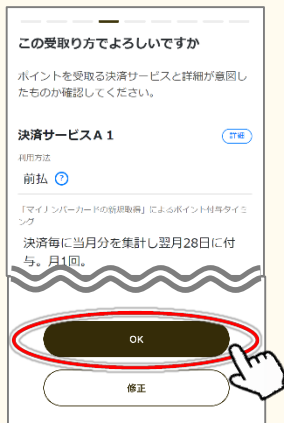 この受取り方でよろしいですか
ポイントを受取る決済サービスと詳細が意図し
たものか確認してください。
決済サービスA1 詳細
利用方法
前払 ?
「マイナンバーカードの新規取得」によるポイント付与タイミ
ング
決済毎に当月分を集計し翌月28日に付
与。月1回。
OK
修正